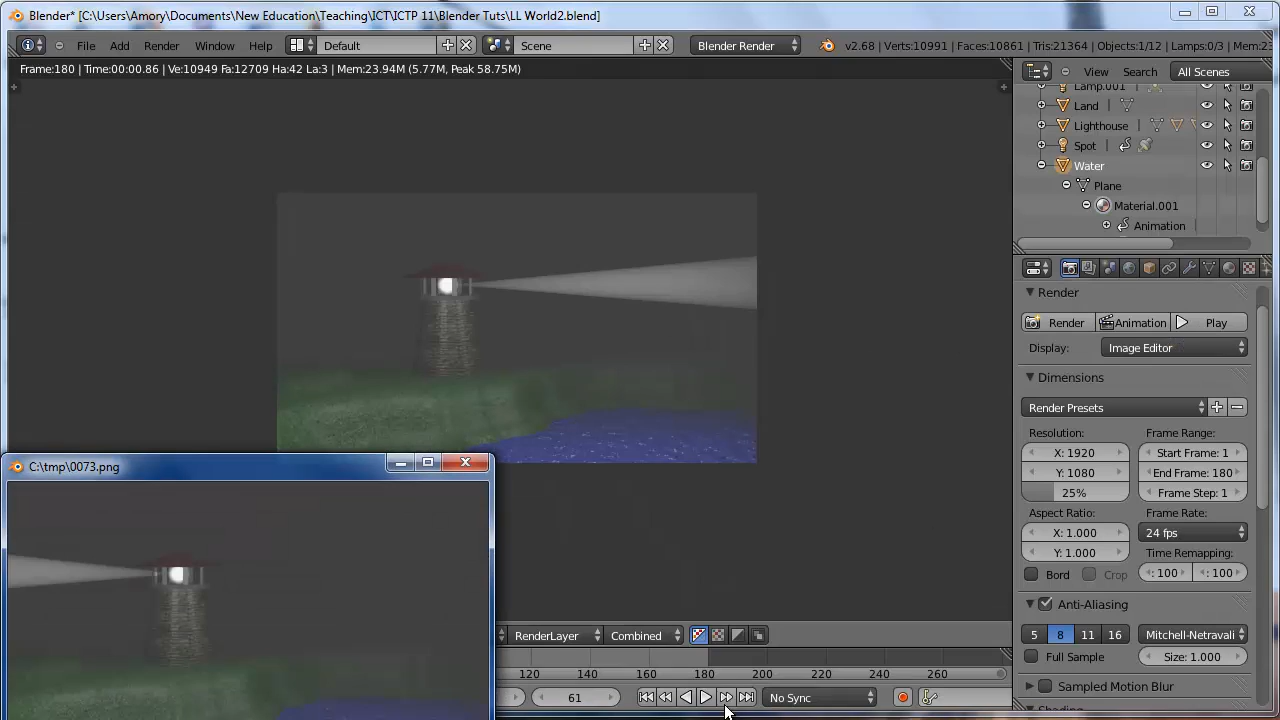 Blender* [C:\Users\Amory\Documents\New Education\Teaching\ICT\ICTP 11\Blender Tuts\LL World2.blend]
File Add Render Window Help Default Scene Blender Render v2.68 | Verts:10991 | Faces:10861 | Tris:21364 | Objects:1/12 | Lamps:0/3 | Mem:23
Frame:180 | Time:00:00.86 | Ve:10949 Fa:12709 Ha:42 La:3 | Mem:23.94M (5.77M, Peak 58.75M)
View Search All Scenes
Lamp.001
Land
Lighthouse
Spot
Water
Plane
Material.001
Animation
Render
Render Animation Play
Display: Image Editor
Dimensions
Render Presets
Resolution: Frame Range:
X: 1920 Start Frame: 1
Y: 1080 End Frame: 180
25% Frame Step: 1
Aspect Ratio: Frame Rate:
X: 1.000 24 fps
Y: 1.000 Time Remapping:
Bord Crop : 100 : 100
Anti-Aliasing
5 8 11 16 Mitchell-Netravali
Full Sample Size: 1.000
Sampled Motion Blur
C:\tmp\0073.png
RenderLayer Combined
120 140 160 180 200 220 240 260
61 No Sync